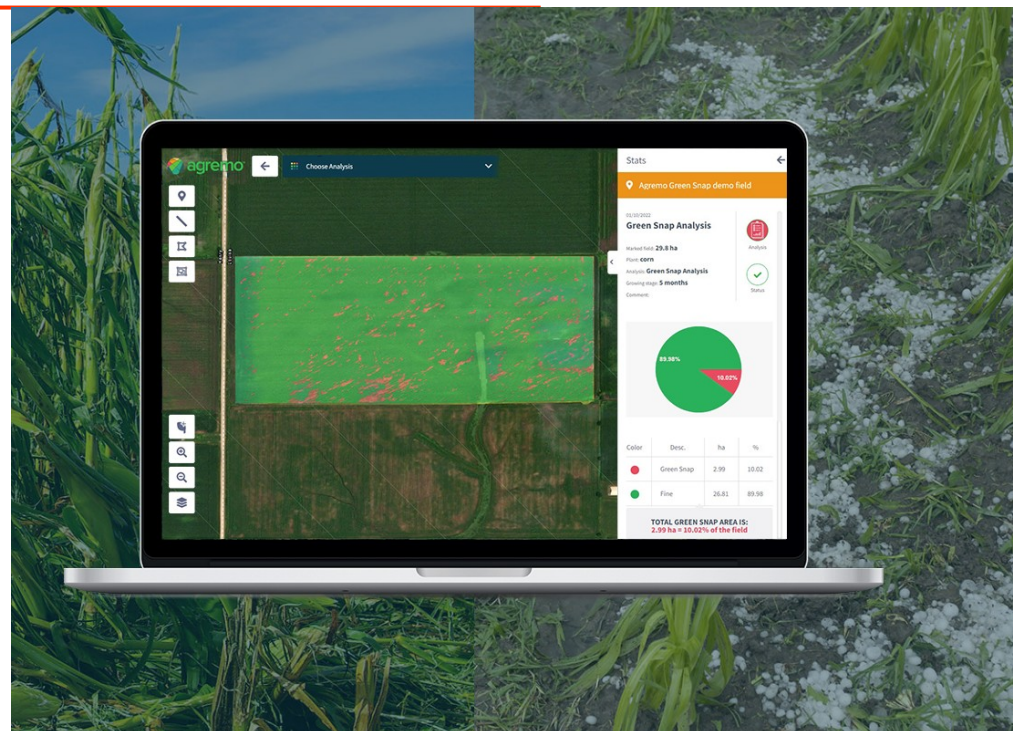 agremo
Choose Analysis
Stats
Agremo Green Snap demo field
01/10/2022
Green Snap Analysis
Marked field: 29.8 ha
Plant: corn
Analysis: Green Snap Analysis
Growing stage: 5 months
Comment:
Analysis
Status
89.98%
10.02%
Color Desc. ha %
Green Snap 2.99 10.02
Fine 26.81 89.98
TOTAL GREEN SNAP AREA IS:
2.99 ha = 10.02% of the field